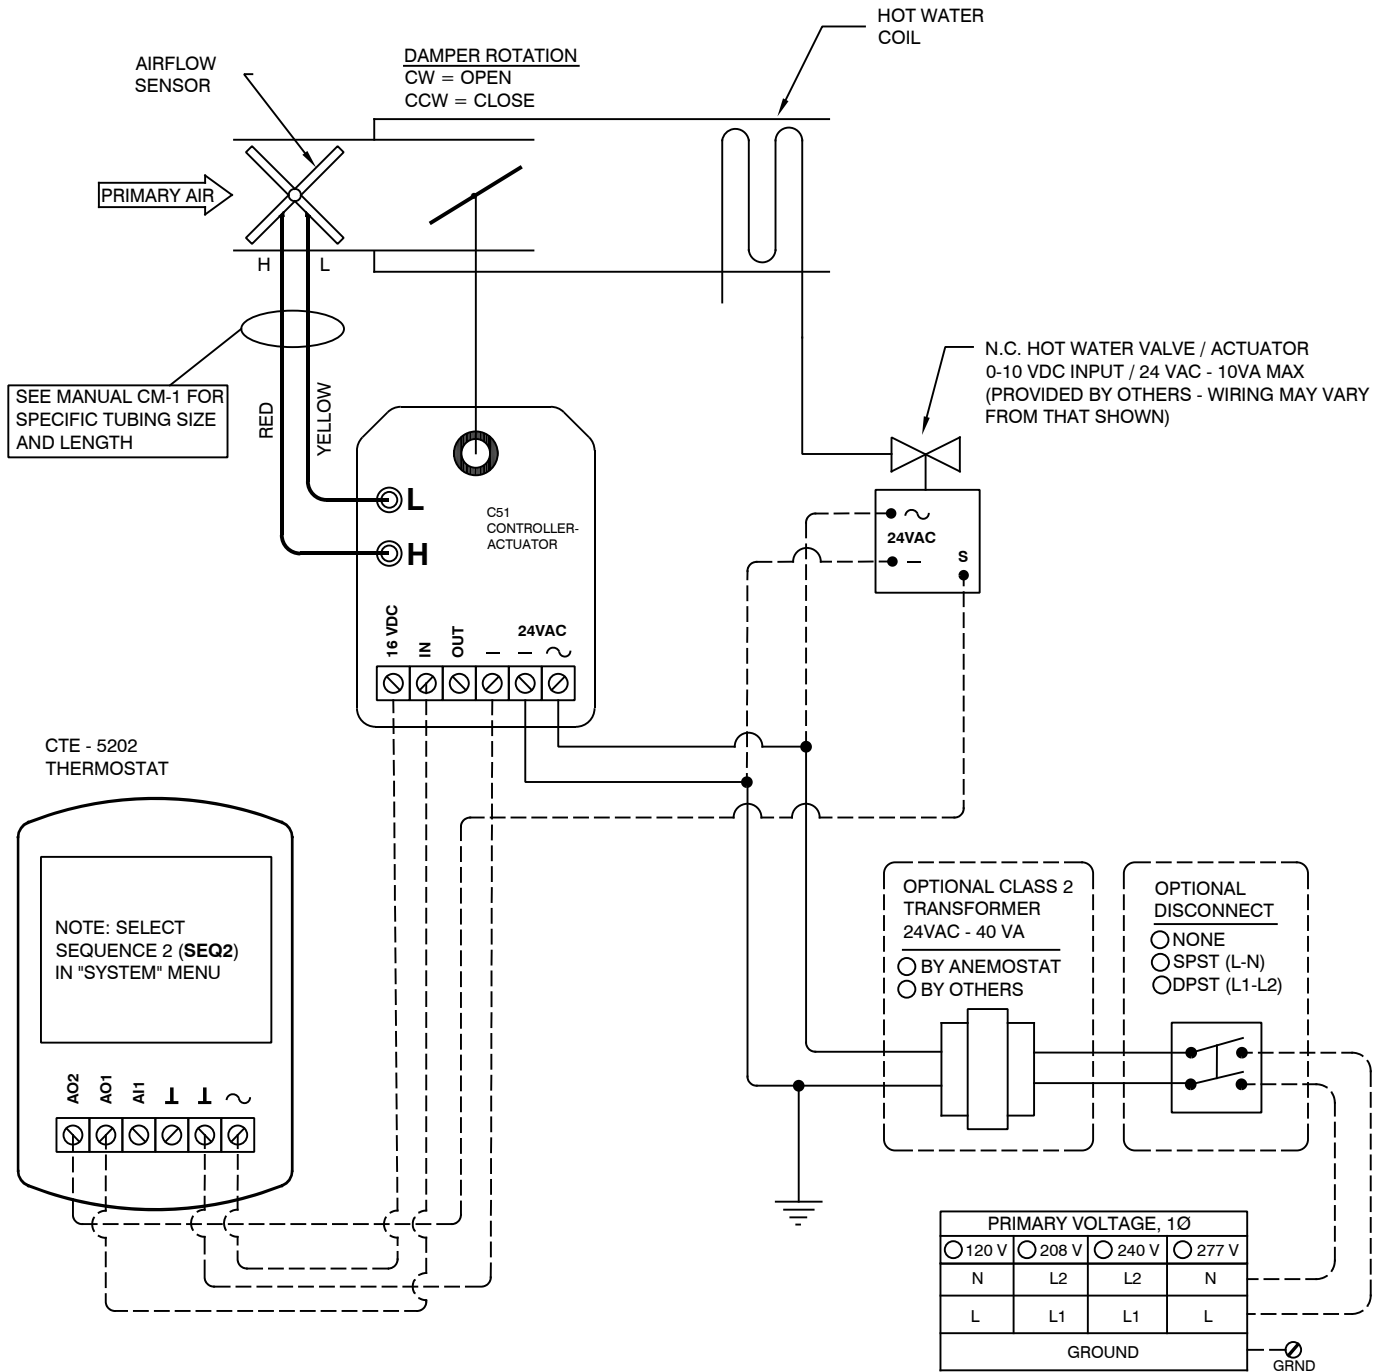 HOT WATER
COIL
AIRFLOW
SENSOR
DAMPER ROTATION
CW = OPEN
CCW = CLOSE
PRIMARY AIR
H
L
SEE MANUAL CM-1 FOR
SPECIFIC TUBING SIZE
AND LENGTH
RED
YELLOW
N.C. HOT WATER VALVE / ACTUATOR
0-10 VDC INPUT / 24 VAC - 10VA MAX
(PROVIDED BY OTHERS - WIRING MAY VARY
FROM THAT SHOWN)
L
H
C51
CONTROLLER-
ACTUATOR
24VAC
S
16 VDC
IN
OUT
24VAC
CTE - 5202
THERMOSTAT
NOTE: SELECT
SEQUENCE 2 (SEQ2)
IN "SYSTEM" MENU
AO2
AO1
AI1
OPTIONAL CLASS 2
TRANSFORMER
24VAC - 40 VA
BY ANEMOSTAT
BY OTHERS
OPTIONAL
DISCONNECT
NONE
SPST (L-N)
DPST (L1-L2)
PRIMARY VOLTAGE, 1Ø
120 V 208 V 240 V 277 V
N L2 L2 N
L L1 L1 L
GROUND
GRND